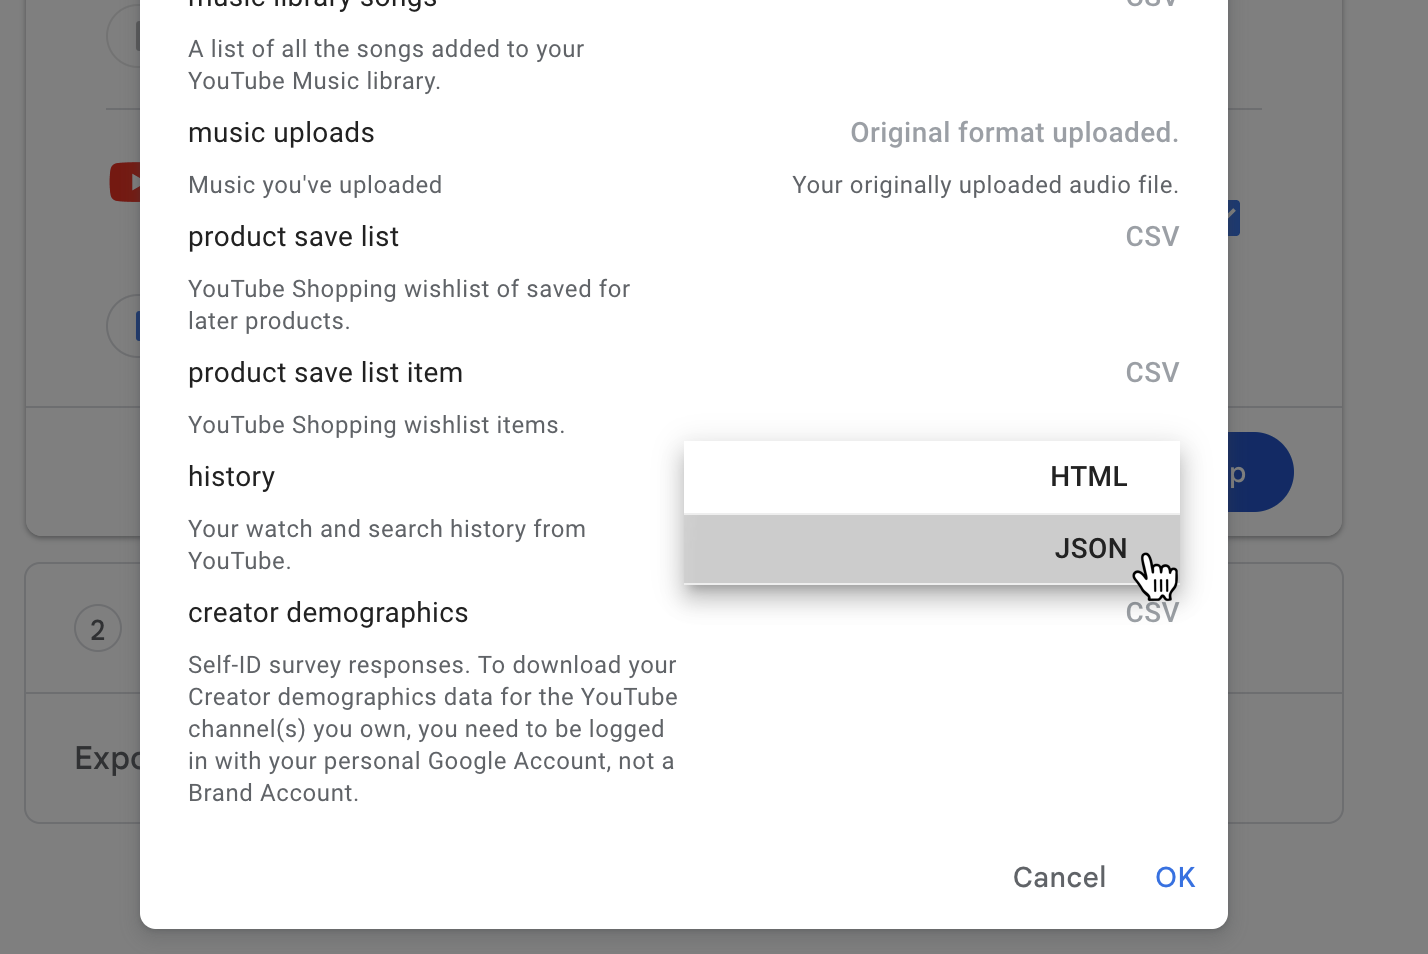 music library songs
CSV
A list of all the songs added to your
YouTube Music library.
music uploads
Original format uploaded.
Music you've uploaded
Your originally uploaded audio file.
product save list
CSV
YouTube Shopping wishlist of saved for
later products.
product save list item
CSV
YouTube Shopping wishlist items.
history
HTML
p
Your watch and search history from
YouTube.
JSON
creator demographics
CSV
2
Self-ID survey responses. To download your
Creator demographics data for the YouTube
channel(s) you own, you need to be logged
in with your personal Google Account, not a
Brand Account.
Expo
Cancel
OK